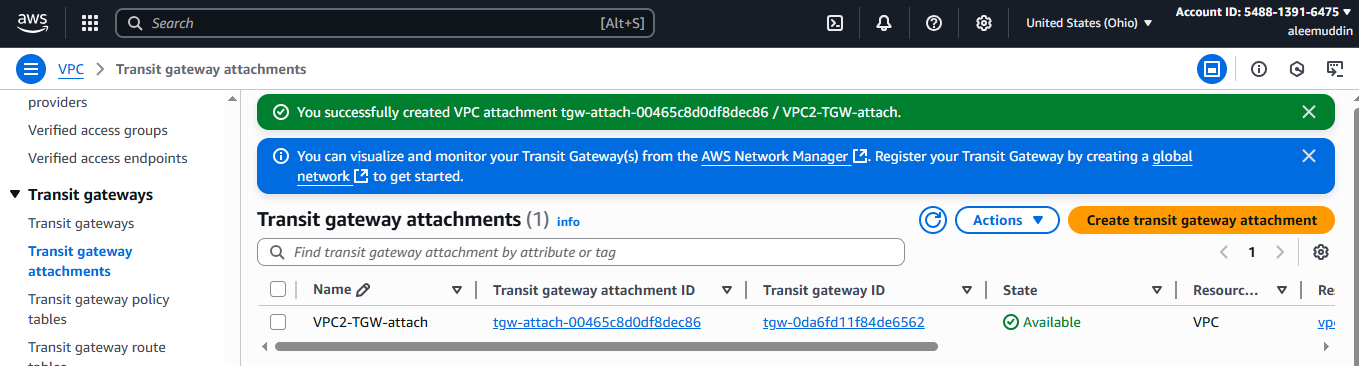 aws
Search [Alt+S]
United States (Ohio)
Account ID: 5488-1391-6475
aleemuddin
VPC > Transit gateway attachments
providers
Verified access groups
Verified access endpoints
Transit gateways
Transit gateways
Transit gateway
attachments
Transit gateway policy
tables
Transit gateway route
You successfully created VPC attachment tgw-attach-00465c8d0df8dec86 / VPC2-TGW-attach.
You can visualize and monitor your Transit Gateway(s) from the AWS Network Manager. Register your Transit Gateway by creating a global
network to get started.
Transit gateway attachments (1) info
Actions
Create transit gateway attachment
Find transit gateway attachment by attribute or tag
1
Name Transit gateway attachment ID Transit gateway ID State Resourc... Res
VPC2-TGW-attach tgw-attach-00465c8d0df8dec86 tgw-0da6fd11f84de6562 Available VPC